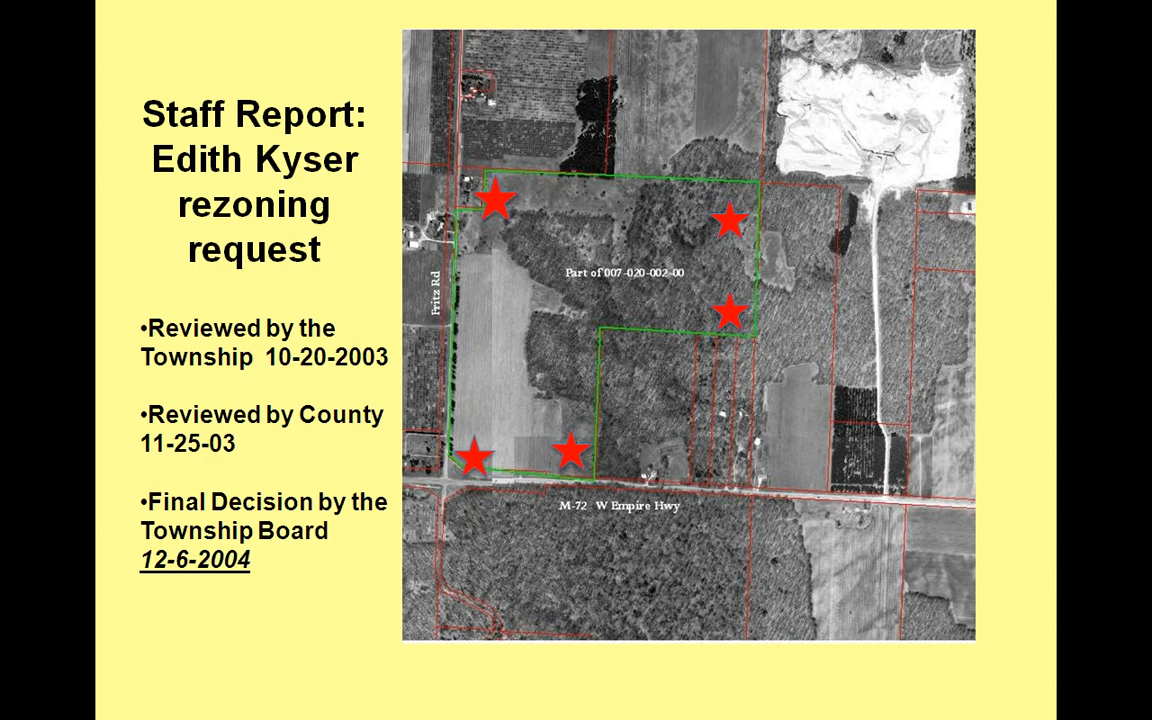 Staff Report:
Edith Kyser
rezoning
request
•Reviewed by the
Township 10-20-2003
•Reviewed by County
11-25-03
•Final Decision by the
Township Board
12-6-2004
Part of 007-020-002-00
Fritz Rd
M-72 W Empire Hwy